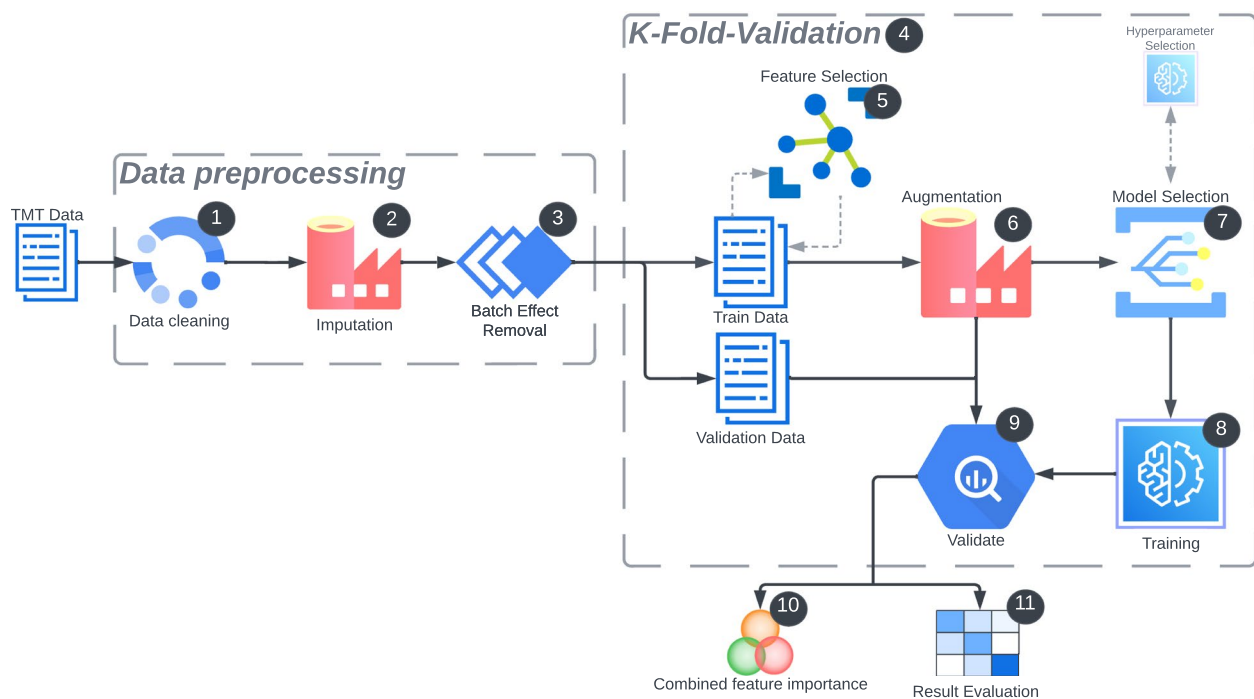 K-Fold-Validation 4
Hyperparameter
Selection
Feature Selection
5
Data preprocessing
TMT Data
1
2
3
Augmentation
6
Model Selection
7
Data cleaning
Imputation
Batch Effect
Removal
Train Data
Validation Data
9
8
Validate
Training
10
11
Combined feature importance
Result Evaluation